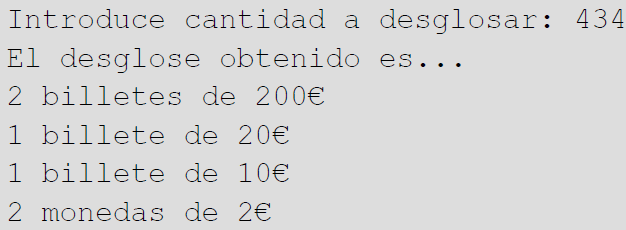 Introduce cantidad a desglosar: 434
El desglose obtenido es...
2 billetes de 200€
1 billete de 20€
1 billete de 10€
2 monedas de 2€